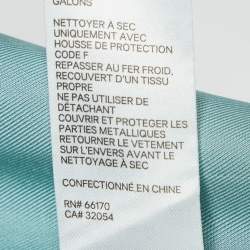 GALONS
NETTOYER À SEC
UNIQUEMENT AVEC
HOUSSE DE PROTECTION
CODE F
REPASSER AU FER FROID,
RECOUVERT D'UN TISSU
PROPRE
NE PAS UTILISER DE
DÉTACHANT
COUVRIR ET PROTEGER LES
PARTIES METALLIQUES
RETOURNER LE VETEMENT
SUR L'ENVERS AVANT LE
NETTOYAGE À SEC
CONFECTIONNÉ EN CHINE
RN# 66170
CA# 32054